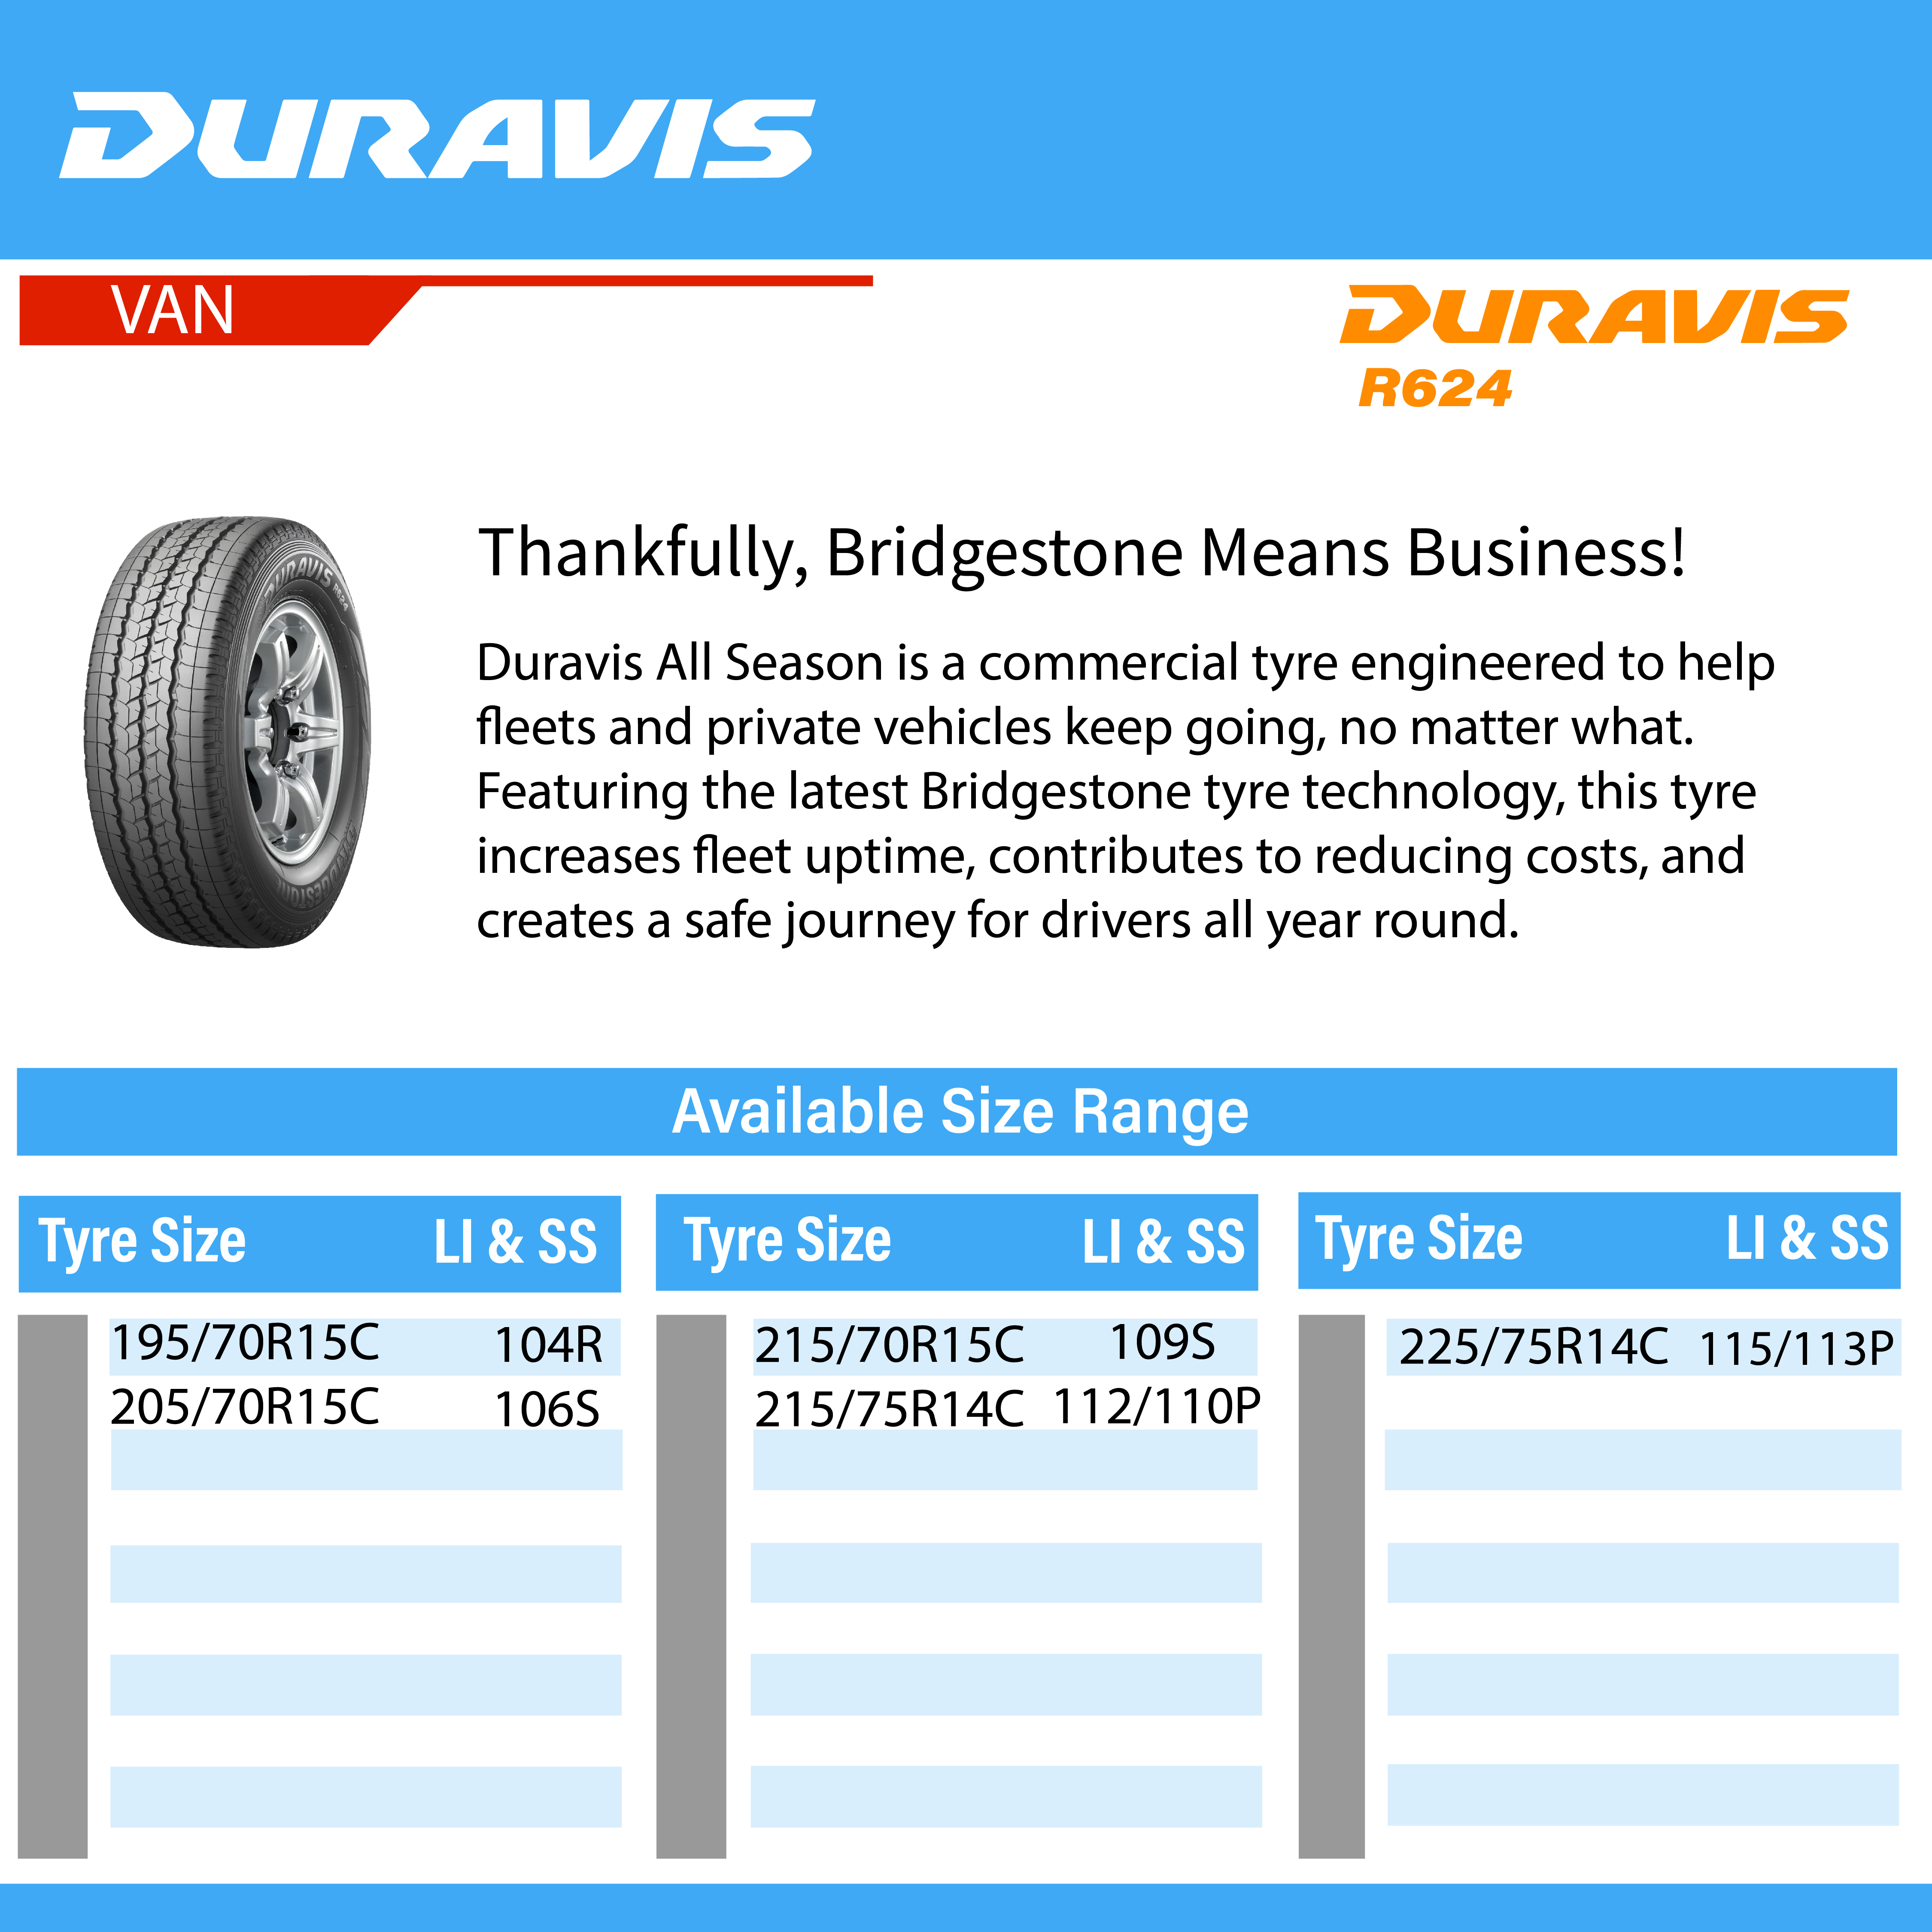 DURAVIS
VAN
DURAVIS
R624
DURAVIS R624
BRIDGESTONE
Thankfully, Bridgestone Means Business!
Duravis All Season is a commercial tyre engineered to help
fleets and private vehicles keep going, no matter what.
Featuring the latest Bridgestone tyre technology, this tyre
increases fleet uptime, contributes to reducing costs, and
creates a safe journey for drivers all year round.
Available Size Range
Tyre Size LI & SS
195/70R15C 104R
205/70R15C 106S
Tyre Size LI & SS
215/70R15C 109S
215/75R14C 112/110P
Tyre Size LI & SS
225/75R14C 115/113P